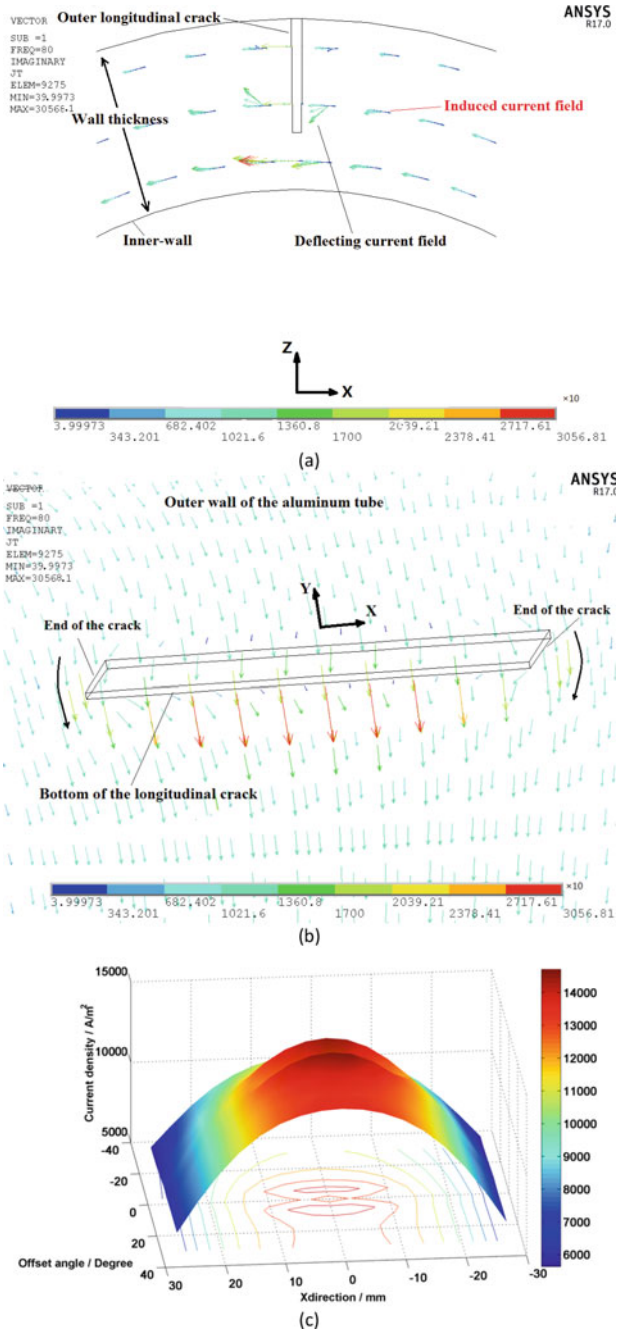 VECTOR
SUB =1
FREQ=80
IMAGINARY
JT
ELEM=9275
MIN=39.9973
MAX=30566.1
Outer longitudinal crack
ANSYS
R17.0
Wall thickness
Induced current field
Inner-wall
Deflecting current field
Z
X
×10
3.99973 682.402 1360.8 2039.21 2717.61
343.201 1021.6 1700 2378.41 3056.81
(a)
VECTOR
SUB =1
FREQ=80
IMAGINARY
JT
ELEM=9275
MIN=39.9973
MAX=30568.1
Outer wall of the aluminum tube
ANSYS
R17.0
Y
X
End of the crack
End of the crack
Bottom of the longitudinal crack
×10
3.99973 682.402 1360.8 2039.21 2717.61
343.201 1021.6 1700 2378.41 3056.81
(b)
15000
10000
5000
Current density / A/m²
-40
-20
0
20
40
Offset angle / Degree
30 20 10 0 -10 -20 -30
Xdirection / mm
14000
13000
12000
11000
10000
9000
8000
7000
6000
(c)